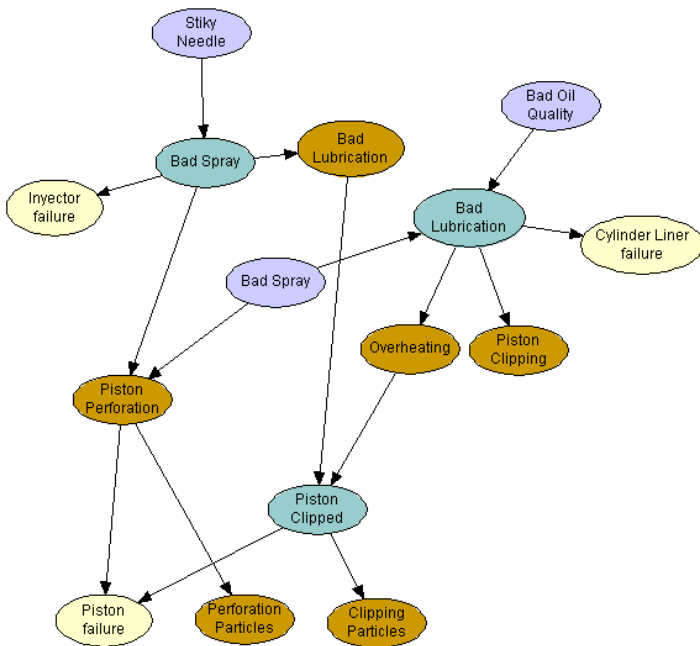 Stiky
Needle
Bad Oil
Quality
Bad
Lubrication
Bad Spray
Inyector
failure
Bad
Lubrication
Cylinder Liner
failure
Bad Spray
Overheating
Piston
Clipping
Piston
Perforation
Piston
Clipped
Piston
failure
Perforation
Particles
Clipping
Particles